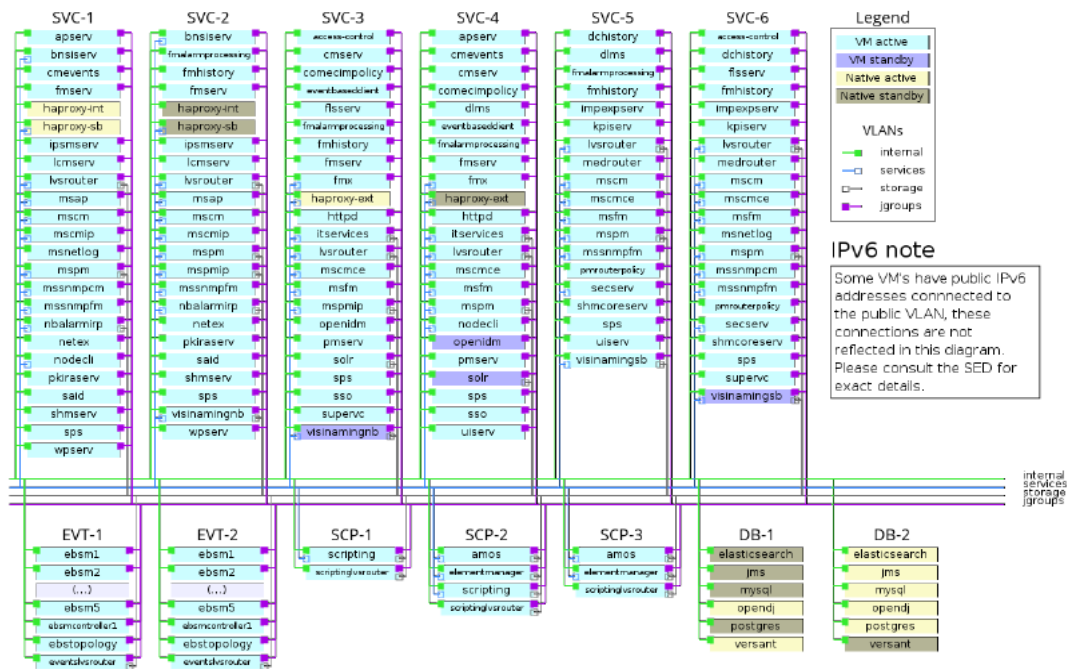 SVC-1
apserv
bnsiserv
cmevents
fmserv
haproxy-int
haproxy-sb
ipsmserv
lcmserv
lvsrouter
msap
mscm
mscmip
msnetlog
mspm
mssnmpcm
mssnmpfm
nbalarmirp
netex
nodecli
pkiraserv
said
shmserv
sps
wpserv
SVC-2
bnsiserv
fmalarmprocessing
fmhistory
fmserv
haproxy-int
haproxy-sb
ipsmserv
lcmserv
lvsrouter
msap
mscm
mscmip
mspm
mspmip
mssnmpfm
nbalarmirp
netex
pkiraserv
said
shmserv
sps
visinamingnb
wpserv
SVC-3
access-control
cmserv
comecimpolicy
eventbasedclient
flsserv
fmalarmprocessing
fmhistory
fmserv
fmx
haproxy-ext
httpd
itservices
lvsrouter
mscmce
msfm
mspmip
openidm
pmserv
solr
sps
sso
supervc
visinamingnb
SVC-4
apserv
cmevents
cmserv
comecimpolicy
dlms
eventbasedclient
fmalarmprocessing
fmserv
fmx
haproxy-ext
httpd
itservices
lvsrouter
mscmce
msfm
mspm
nodecli
openidm
pmserv
solr
sps
sso
uiserv
SVC-5
dchistory
dlms
fmalarmprocessing
fmhistory
impexpserv
kpiserv
lvsrouter
medrouter
mscm
mscmce
msfm
mspm
mssnmpfm
pmrouterpolicy
secserv
shmcoreserv
sps
uiserv
visinamingsb
SVC-6
access-control
dchistory
flsserv
fmhistory
impexpserv
kpiserv
lvsrouter
medrouter
mscm
mscmce
msfm
msnetlog
mspm
mssnmpcm
mssnmpfm
pmrouterpolicy
secserv
shmcoreserv
sps
supervc
visinamingsb
Legend
VM active
VM standby
Native active
Native standby
VLANs
internal
services
storage
jgroups
IPv6 note
Some VM's have public IPv6
addresses connnected to
the public VLAN, these
connections are not
reflected in this diagram.
Please consult the SED for
exact details.
internal
services
storage
jgroups
EVT-1
ebsm1
ebsm2
(...)
ebsm5
ebsmcontroller1
ebstopology
eventslvsrouter
EVT-2
ebsm1
ebsm2
(...)
ebsm5
ebsmcontroller1
ebstopology
eventslvsrouter
SCP-1
scripting
scriptinglvsrouter
SCP-2
amos
elementmanager
scripting
scriptinglvsrouter
SCP-3
amos
elementmanager
scriptinglvsrouter
DB-1
elasticsearch
jms
mysql
opendj
postgres
versant
DB-2
elasticsearch
jms
mysql
opendj
postgres
versant